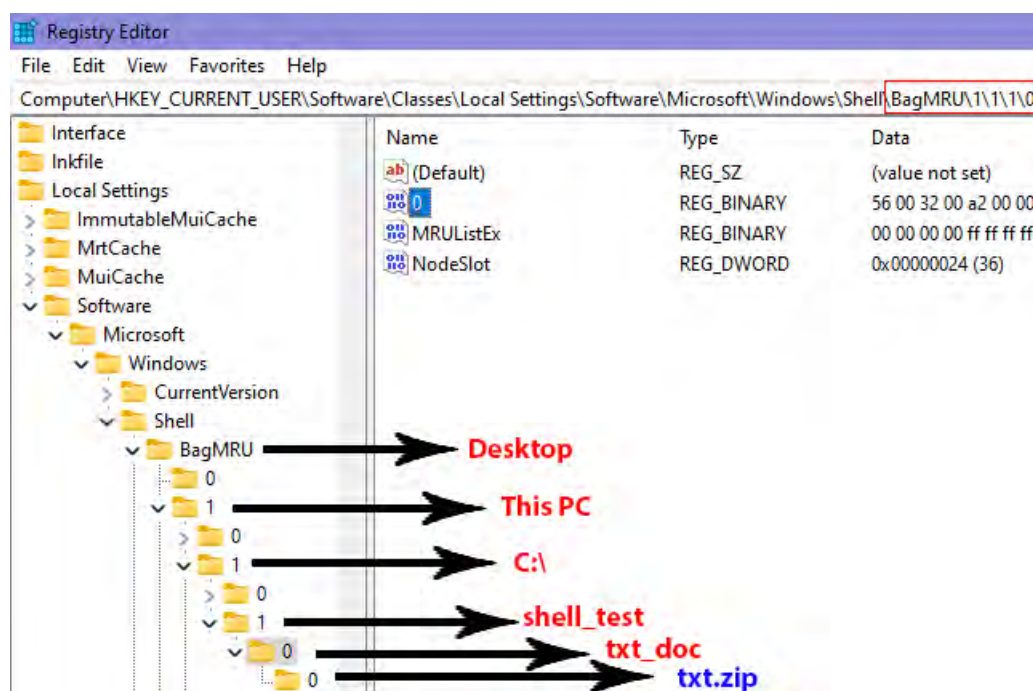 Registry Editor
File Edit View Favorites Help
Computer\HKEY_CURRENT_USER\Software\Classes\Local Settings\Software\Microsoft\Windows\Shell\BagMRU\1\1\1\0
Interface
lnkfile
Local Settings
ImmutableMuiCache
MrtCache
MuiCache
Software
Microsoft
Windows
CurrentVersion
Shell
BagMRU Desktop
0
1 This PC
0
1 C:\
0
1 shell_test
0 txt_doc
0 txt.zip
Name Type Data
ab (Default) REG_SZ (value not set)
0 REG_BINARY 56 00 32 00 a2 00 00
MRUListEx REG_BINARY 00 00 00 00 ff ff ff ff
NodeSlot REG_DWORD 0x00000024 (36)